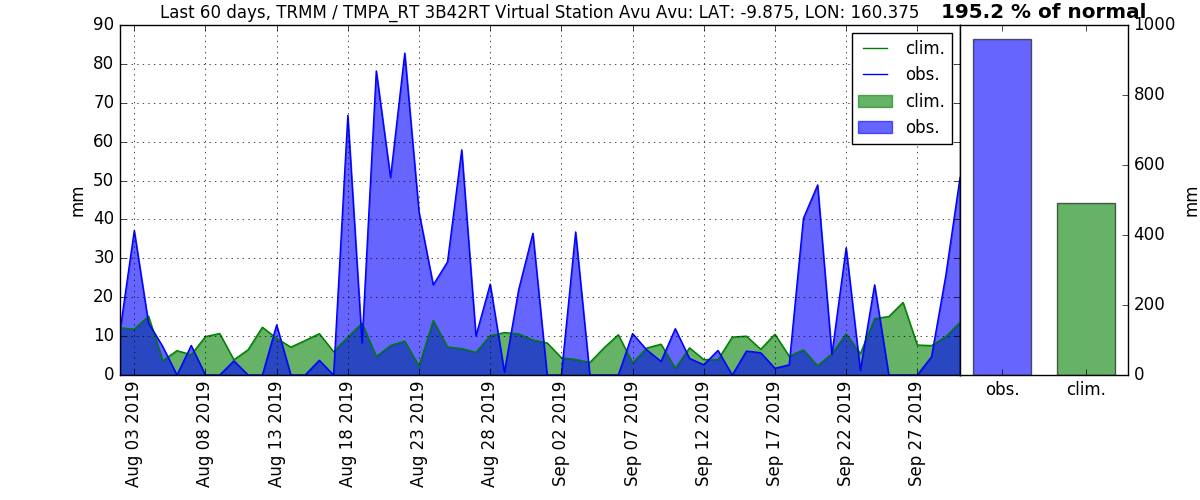 Last 60 days, TRMM / TMPA_RT 3B42RT Virtual Station Avu Avu: LAT: -9.875, LON: 160.375
195.2 % of normal
90
80
70
60
50
40
30
20
10
0
mm
clim.
obs.
clim.
obs.
Aug 03 2019
Aug 08 2019
Aug 13 2019
Aug 18 2019
Aug 23 2019
Aug 28 2019
Sep 02 2019
Sep 07 2019
Sep 12 2019
Sep 17 2019
Sep 22 2019
Sep 27 2019
1000
800
600
400
200
0
mm
obs.
clim.